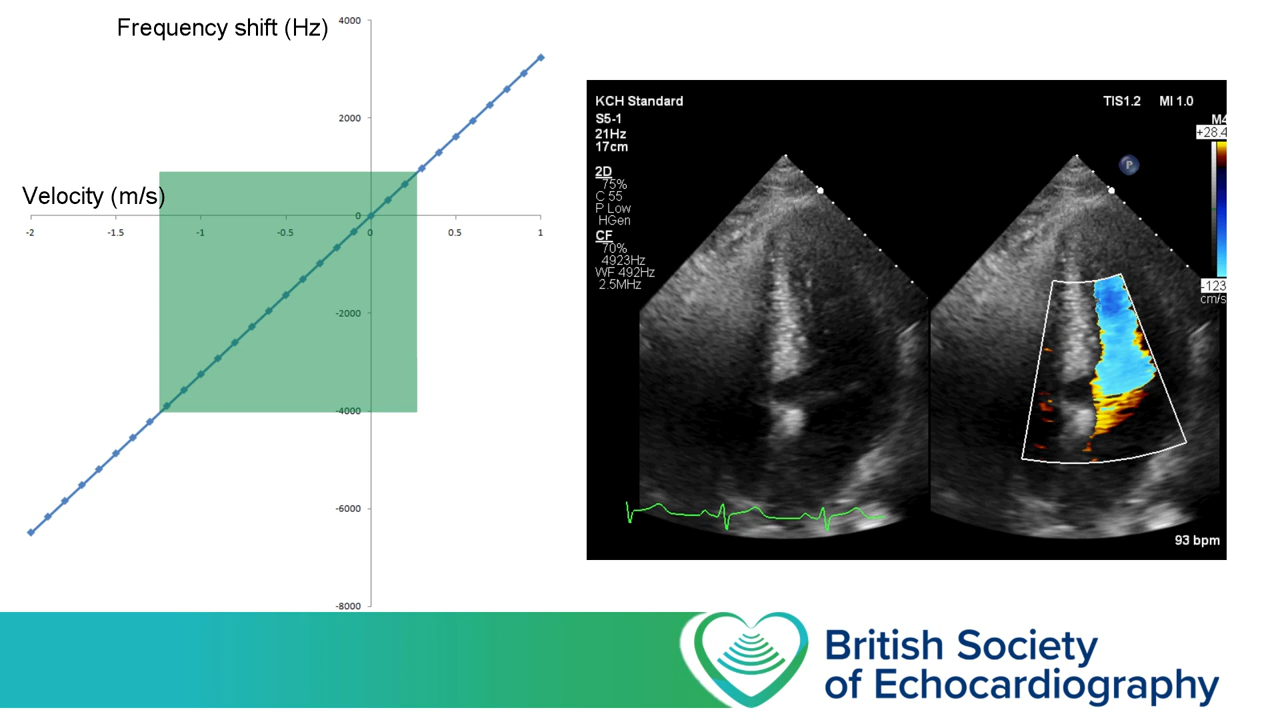 Frequency shift (Hz)
4000
2000
Velocity (m/s)
0
-2
-1.5
-1
-0.5
0
0.5
1
-2000
-4000
-6000
-8000
KCH Standard
TIS1.2 MI 1.0
S5-1
21Hz
17cm
M4
+28.4
2D
75%
C 55
P Low
HGen
CF
70%
4923Hz
WF 492Hz
2.5MHz
P
-123
cm/s
93 bpm
British Society
of Echocardiography